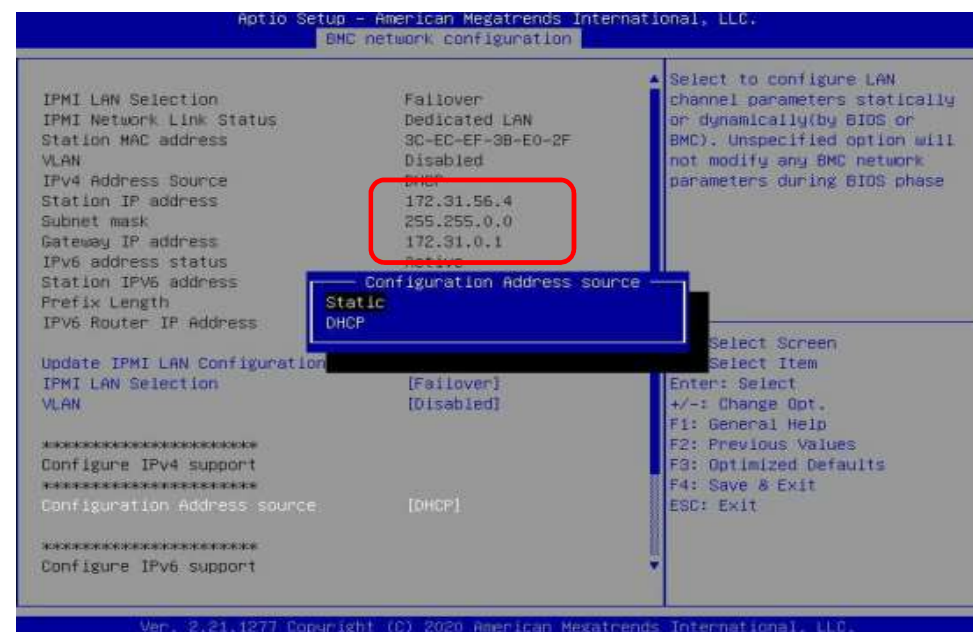 Aptio Setup – American Megatrends International, LLC.
BMC network configuration
IPMI LAN Selection Failover
IPMI Network Link Status Dedicated LAN
Station MAC address 3C-EC-EF-3B-E0-2F
VLAN Disabled
IPv4 Address Source DHCP
Station IP address 172.31.56.4
Subnet mask 255.255.0.0
Gateway IP address 172.31.0.1
IPv6 address status Active
Station IPV6 address
Prefix Length
IPV6 Router IP Address
Configuration Address source
Static
DHCP
Update IPMI LAN Configuration
IPMI LAN Selection [Failover]
VLAN [Disabled]
***********************
Configure IPv4 support
***********************
Configuration Address source [DHCP]
***********************
Configure IPv6 support
Select to configure LAN
channel parameters statically
or dynamically(by BIOS or
BMC). Unspecified option will
not modify any BMC network
parameters during BIOS phase
Select Screen
Select Item
Enter: Select
+/-: Change Opt.
F1: General Help
F2: Previous Values
F3: Optimized Defaults
F4: Save & Exit
ESC: Exit
Ver. 2.21.1277 Copyright (C) 2020 American Megatrends International, LLC.